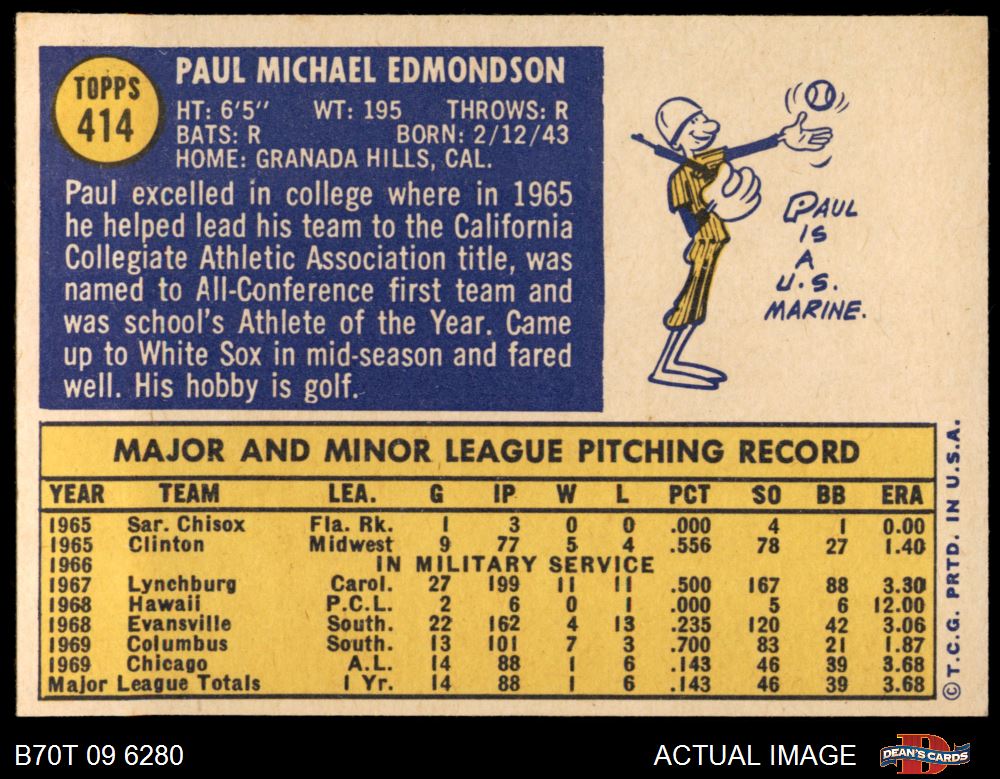 TOPPS
414
PAUL MICHAEL EDMONDSON
HT: 6'5" WT: 195 THROWS: R
BATS: R BORN: 2/12/43
HOME: GRANADA HILLS, CAL.
Paul excelled in college where in 1965
he helped lead his team to the California
Collegiate Athletic Association title, was
named to All-Conference first team and
was school's Athlete of the Year. Came
up to White Sox in mid-season and fared
well. His hobby is golf.
PAUL
IS
A
U.S.
MARINE.
MAJOR AND MINOR LEAGUE PITCHING RECORD
YEAR TEAM LEA. G IP W L PCT SO BB ERA
1965 Sar. Chisox Fla. Rk. 1 3 0 0 .000 4 1 0.00
1965 Clinton Midwest 9 77 5 4 .556 78 27 1.40
1966 IN MILITARY SERVICE
1967 Lynchburg Carol. 27 199 11 11 .500 167 88 3.30
1968 Hawaii P.C.L. 2 6 0 1 .000 5 6 12.00
1968 Evansville South. 22 162 4 13 .235 120 42 3.06
1969 Columbus South. 13 101 7 3 .700 83 21 1.87
1969 Chicago A.L. 14 88 1 6 .143 46 39 3.68
Major League Totals 1 Yr. 14 88 1 6 .143 46 39 3.68
© T.C.G. PRTD. IN U.S.A.
B70T 09 6280 ACTUAL IMAGE
DEAN'S CARDS